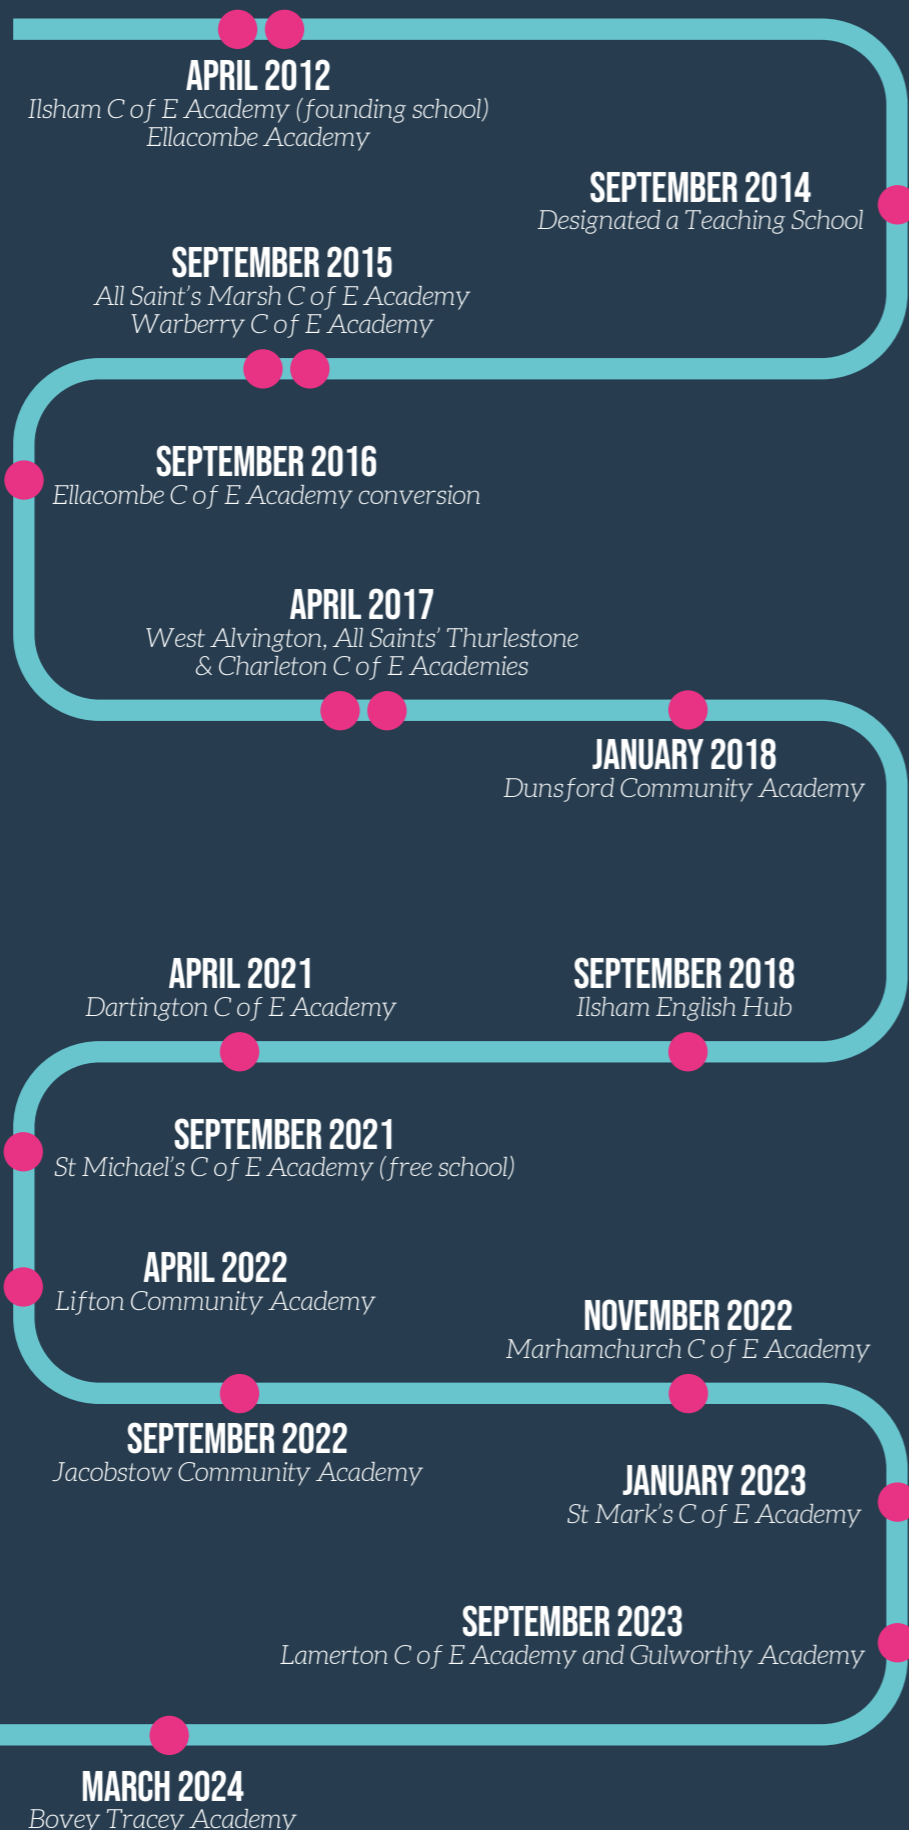 APRIL 2012
Ilsham C of E Academy (founding school)
Ellacombe Academy
SEPTEMBER 2014
Designated a Teaching School
SEPTEMBER 2015
All Saint's Marsh C of E Academy
Warberry C of E Academy
SEPTEMBER 2016
Ellacombe C of E Academy conversion
APRIL 2017
West Alvington, All Saints' Thurlestone
& Charleton C of E Academies
JANUARY 2018
Dunsford Community Academy
SEPTEMBER 2018
Ilsham English Hub
APRIL 2021
Dartington C of E Academy
SEPTEMBER 2021
St Michael's C of E Academy (free school)
APRIL 2022
Lifton Community Academy
SEPTEMBER 2022
Jacobstow Community Academy
NOVEMBER 2022
Marhamchurch C of E Academy
JANUARY 2023
St Mark's C of E Academy
SEPTEMBER 2023
Lamerton C of E Academy and Gulworthy Academy
MARCH 2024
Bovey Tracey Academy